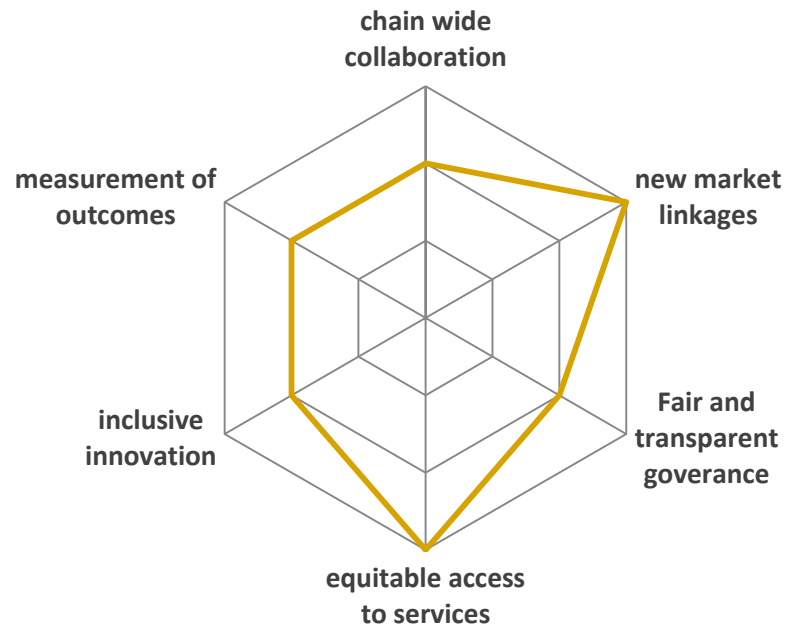 chain wide
collaboration
new market
linkages
Fair and
transparent
goverance
equitable access
to services
inclusive
innovation
measurement of
outcomes